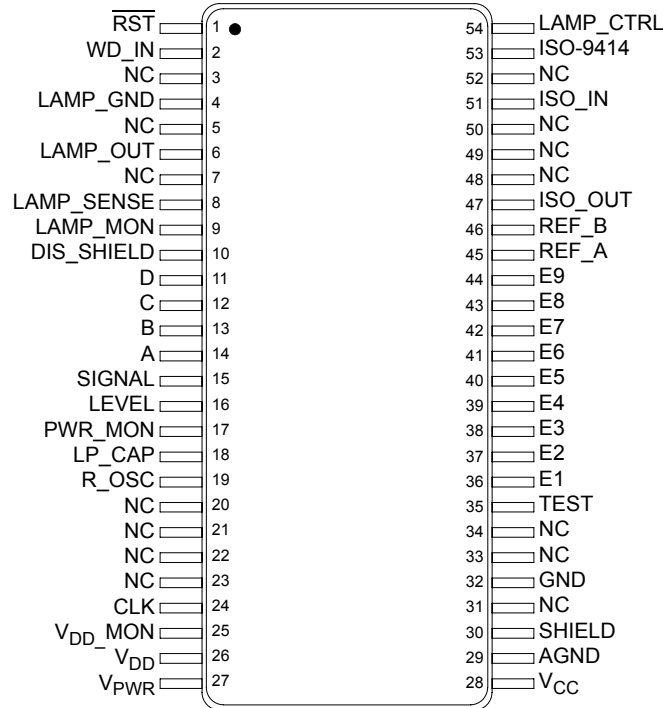 RST 1 54 LAMP_CTRL
WD_IN 2 53 ISO-9414
NC 3 52 NC
LAMP_GND 4 51 ISO_IN
NC 5 50 NC
LAMP_OUT 6 49 NC
NC 7 48 NC
LAMP_SENSE 8 47 ISO_OUT
LAMP_MON 9 46 REF_B
DIS_SHIELD 10 45 REF_A
D 11 44 E9
C 12 43 E8
B 13 42 E7
A 14 41 E6
SIGNAL 15 40 E5
LEVEL 16 39 E4
PWR_MON 17 38 E3
LP_CAP 18 37 E2
R_OSC 19 36 E1
NC 20 35 TEST
NC 21 34 NC
NC 22 33 NC
NC 23 32 GND
CLK 24 31 NC
VDD_MON 25 30 SHIELD
VDD 26 29 AGND
VPWR 27 28 VCC